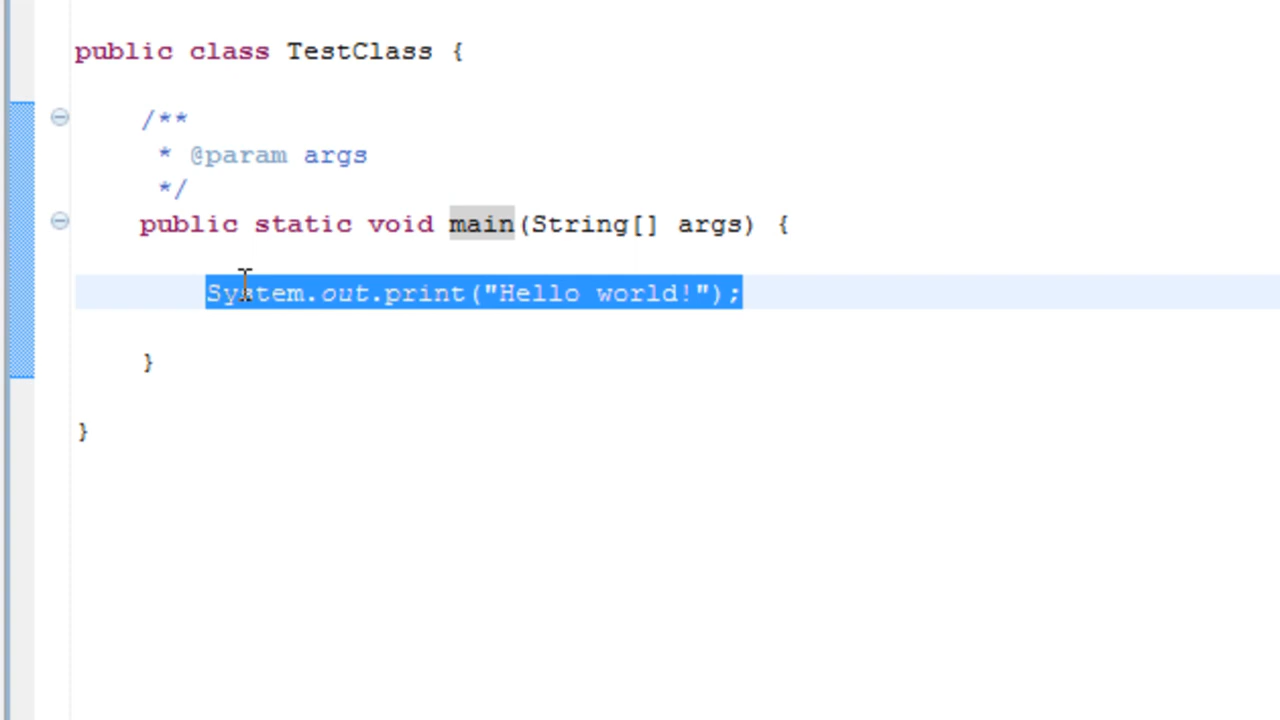 public class TestClass {
/**
* @param args
*/
public static void main(String[] args) {
System.out.print("Hello world!");
}
}